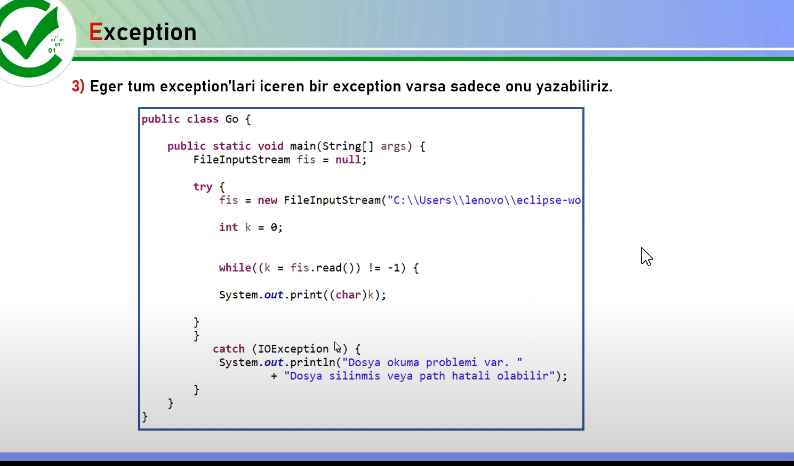 Exception
3) Eger tum exception'lari iceren bir exception varsa sadece onu yazabiliriz.
public class Go {
public static void main(String[] args) {
FileInputStream fis = null;
try {
fis = new FileInputStream("C:\\Users\\lenovo\\eclipse-wo
int k = 0;
while((k = fis.read()) != -1) {
System.out.print((char)k);
}
}
catch (IOException e) {
System.out.println("Dosya okuma problemi var. "
+ "Dosya silinmis veya path hatali olabilir");
}
}
}